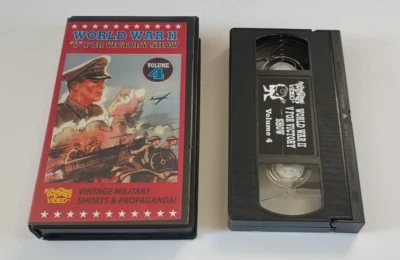 WORLD WAR II
"V" FOR VICTORY SHOW
VOLUME
4
VINTAGE MILITARY
SHORTS & PROPAGANDA!
VIDEO
WORLD WAR II
V FOR VICTORY
SHOW
Volume 4